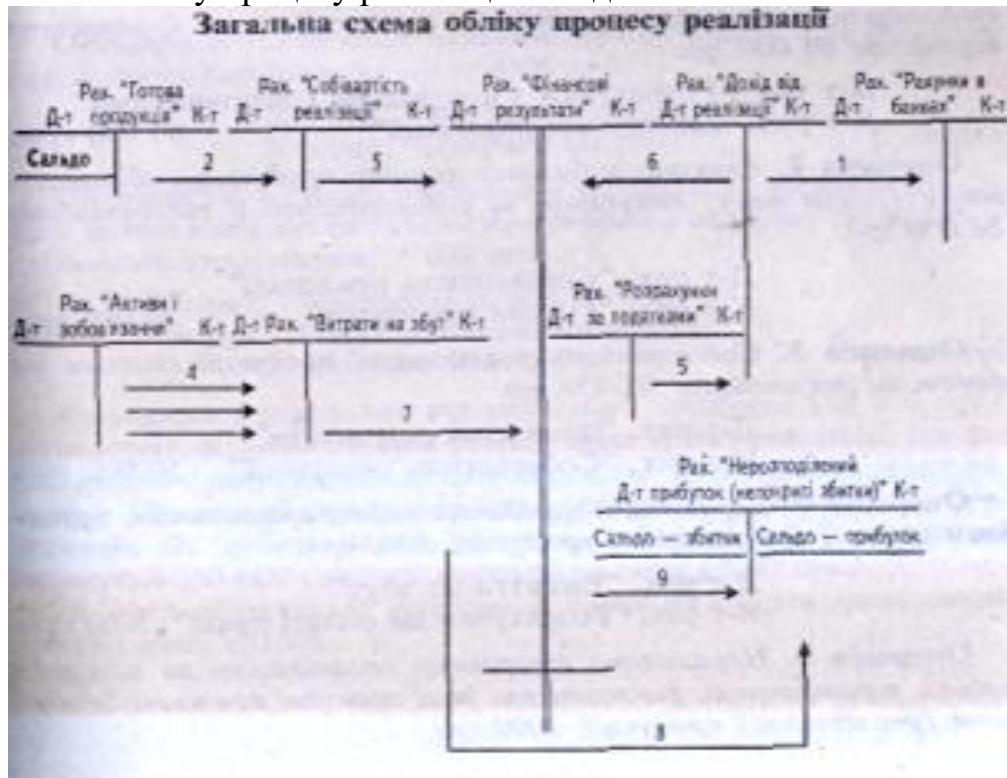 Загальна схема обліку процесу реалізації
Рах. "Готова
Д-т продукція" К-т
Рах. "Собівартість
Д-т реалізації" К-т
Рах. "Фінансові
Д-т результати" К-т
Рах. "Дохід від
Д-т реалізації" К-т
Рах. "Рахунки в
Д-т банках" К-т
Сальдо
2
5
6
1
Рах. "Активи і
Д-т зобов'язання" К-т
Д-т Рах. "Витрати на збут" К-т
Рах. "Розрахунки
Д-т за податками" К-т
4
7
5
Рах. "Нерозподілений
Д-т прибуток (непокриті збитки)" К-т
Сальдо — збиток
Сальдо — прибуток
9
8